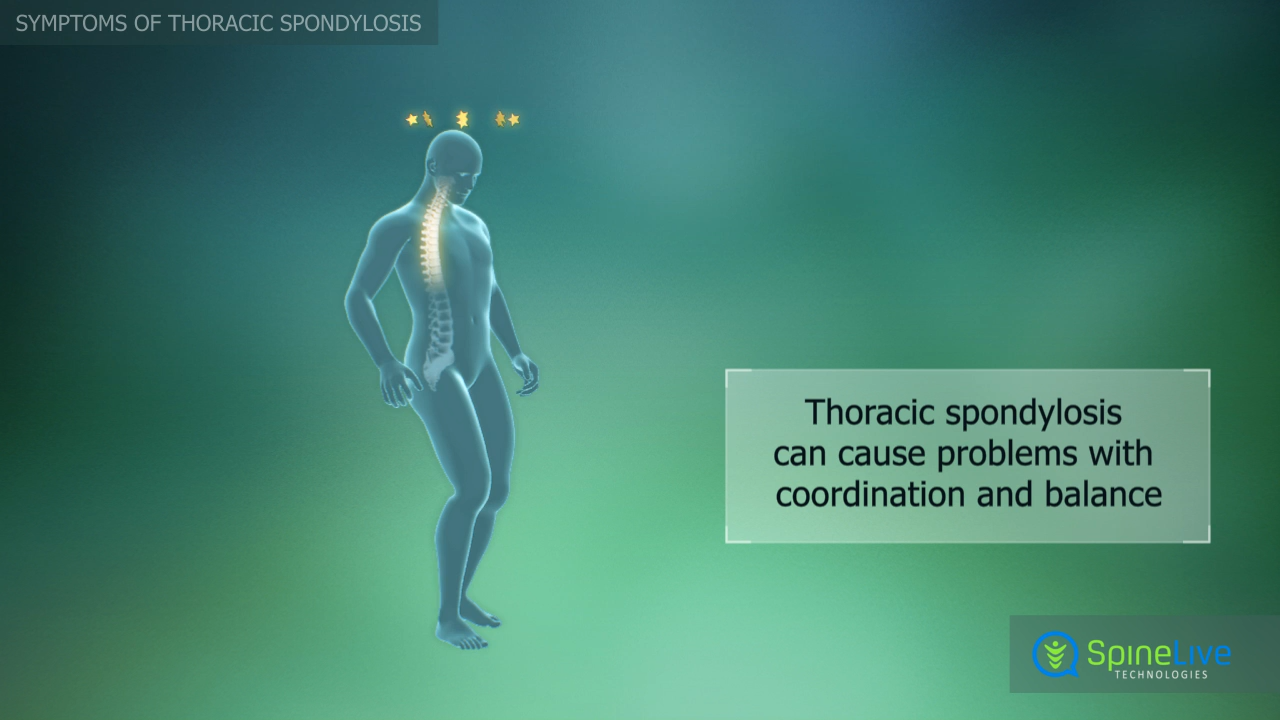 SYMPTOMS OF THORACIC SPONDYLOSIS
Thoracic spondylosis
can cause problems with
coordination and balance
SpineLive
TECHNOLOGIES